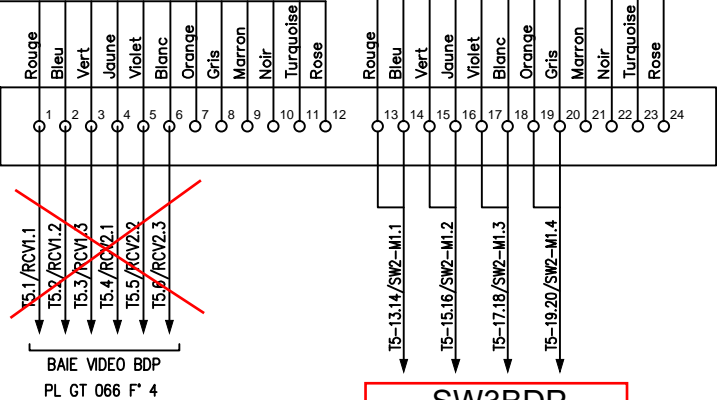 Rouge Bleu Vert Jaune Violet Blanc Orange Gris Marron Noir Turquoise Rose Rouge Bleu Vert Jaune Violet Blanc Orange Gris Marron Noir Turquoise Rose
1 2 3 4 5 6 7 8 9 10 11 12 13 14 15 16 17 18 19 20 21 22 23 24
T5.1/RCV1.1
T5.2/RCV1.2
T5.3/RCV1.3
T5.4/RCV2.1
T5.5/RCV2.2
T5.6/RCV2.3
T5-13.14/SW2-M1.1
T5-15.16/SW2-M1.2
T5-17.18/SW2-M1.3
T5-19.20/SW2-M1.4
BAIE VIDEO BDP
PL GT 066 F° 4
SW3BDP